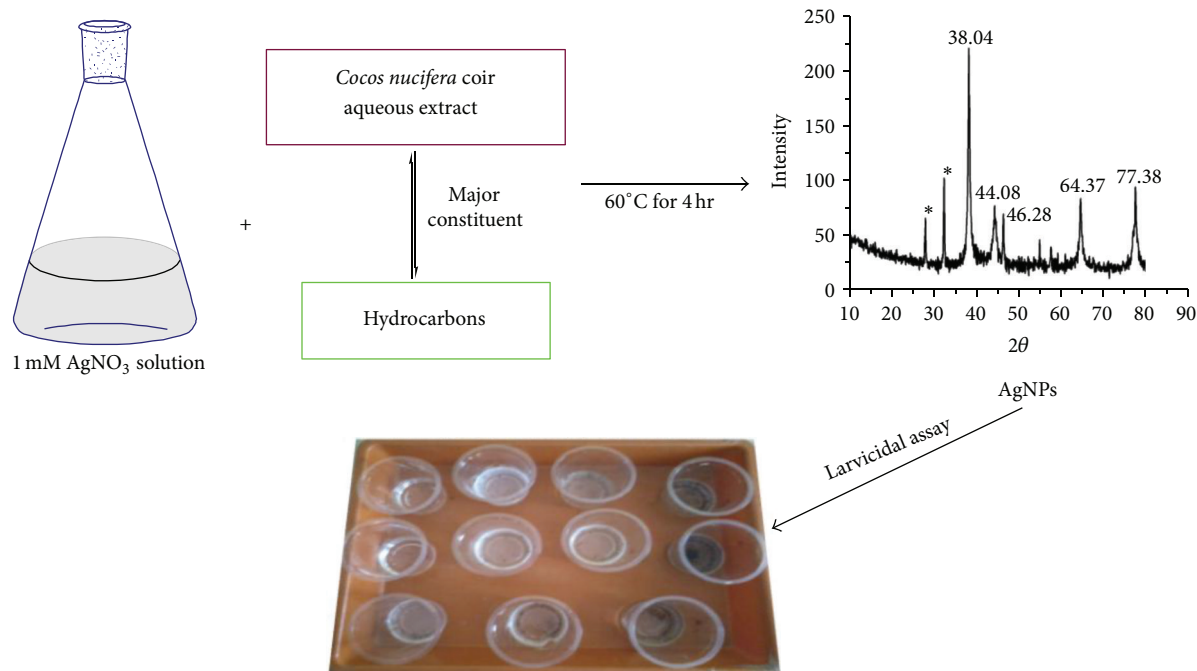 1 mM AgNO₃ solution
+
Cocos nucifera coir
aqueous extract
Major
constituent
Hydrocarbons
60°C for 4 hr
Intensity
250
200
150
100
50
0
*
*
38.04
44.08
46.28
64.37
77.38
10 20 30 40 50 60 70 80 90
2θ
AgNPs
Larvicidal assay